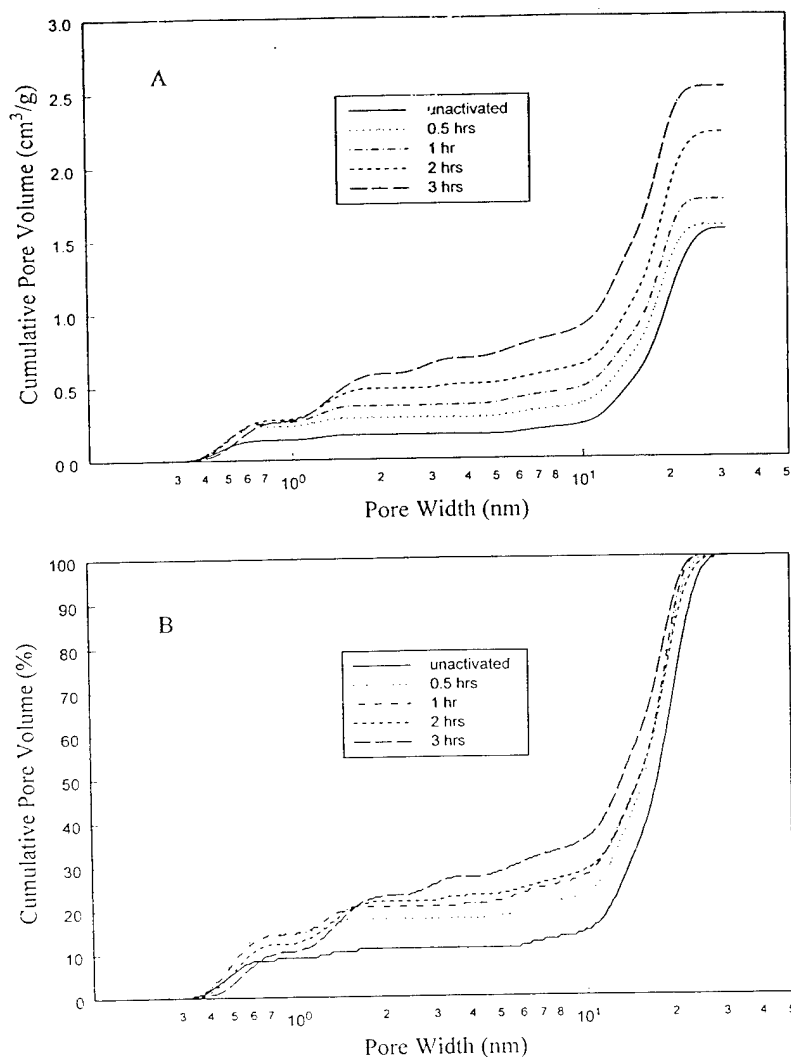 3.0
2.5
2.0
1.5
1.0
0.5
0.0
Cumulative Pore Volume (cm³/g)
A
unactivated
0.5 hrs
1 hr
2 hrs
3 hrs
3 4 5 6 7 10⁰ 2 3 4 5 6 7 8 10¹ 2 3 4 5
Pore Width (nm)
100
90
80
70
60
50
40
30
20
10
0
Cumulative Pore Volume (%)
B
unactivated
0.5 hrs
1 hr
2 hrs
3 hrs
3 4 5 6 7 10⁰ 2 3 4 5 6 7 8 10¹ 2 3 4 5
Pore Width (nm)